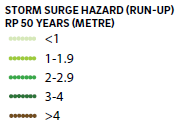 STORM SURGE HAZARD (RUN-UP)
RP 50 YEARS (METRE)
<1
1-1.9
2-2.9
3-4
>4